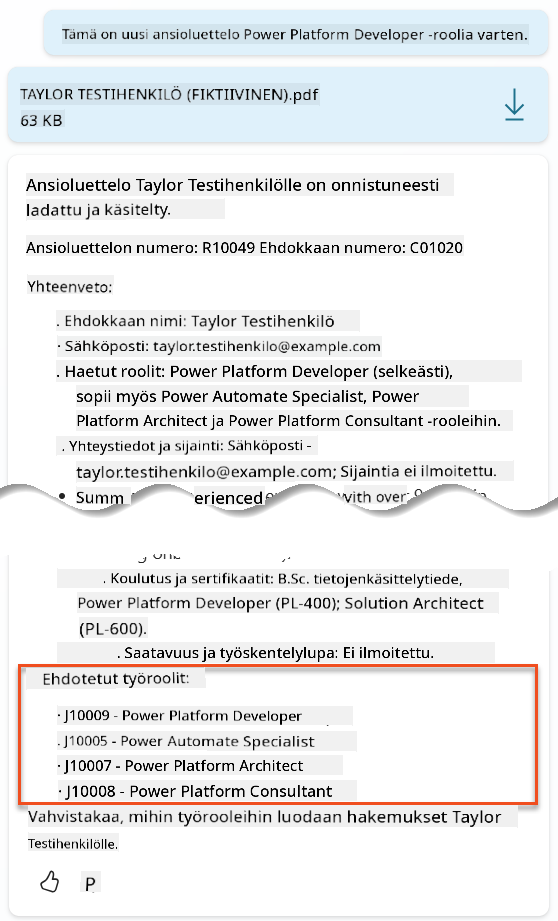 Tämä on uusi ansioluettelo Power Platform Developer -roolia varten.
TAYLOR TESTIHENKILÖ (FIKTIIVINEN).pdf
63 KB
Ansioluettelo Taylor Testihenkilölle on onnistuneesti
ladattu ja käsitelty.
Ansioluettelon numero: R10049 Ehdokkaan numero: C01020
Yhteenveto:
. Ehdokkaan nimi: Taylor Testihenkilö
· Sähköposti: taylor.testihenkilo@example.com
. Haetut roolit: Power Platform Developer (selkeästi),
sopii myös Power Automate Specialist, Power
Platform Architect ja Power Platform Consultant -rooleihin.
. Yhteystiedot ja sijainti: Sähköposti -
taylor.testihenkilo@example.com; Sijaintia ei ilmoitettu.
• Summ erienced with over
. Koulutus ja sertifikaatit: B.Sc. tietojenkäsittelytiede,
Power Platform Developer (PL-400); Solution Architect
(PL-600).
. Saatavuus ja työskentelylupa: Ei ilmoitettu.
Ehdotetut työroolit:
· J10009 - Power Platform Developer
. J10005 - Power Automate Specialist
· J10007 - Power Platform Architect
· J10008 - Power Platform Consultant
Vahvistakaa, mihin työrooleihin luodaan hakemukset Taylor
Testihenkilölle.
P